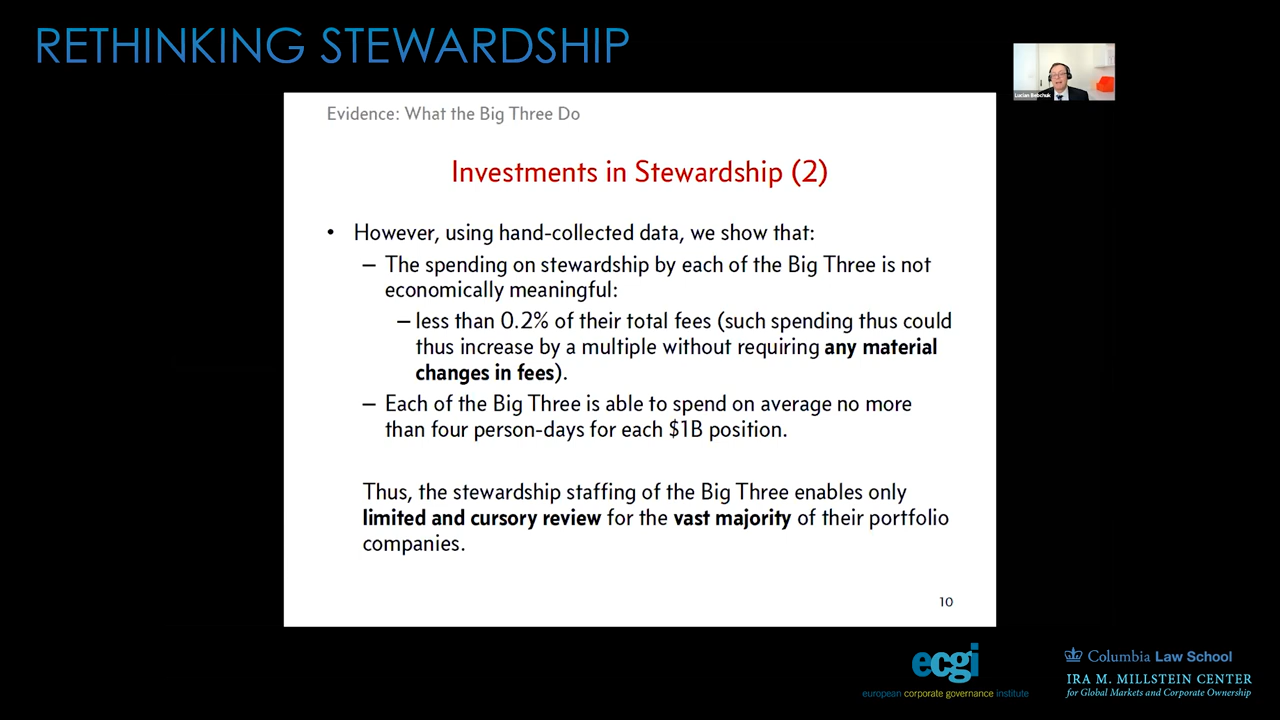 RETHINKING STEWARDSHIP
Lucian Bebchuk
Evidence: What the Big Three Do
Investments in Stewardship (2)
• However, using hand-collected data, we show that:
– The spending on stewardship by each of the Big Three is not
economically meaningful:
– less than 0.2% of their total fees (such spending thus could
thus increase by a multiple without requiring any material
changes in fees).
– Each of the Big Three is able to spend on average no more
than four person-days for each $1B position.
Thus, the stewardship staffing of the Big Three enables only
limited and cursory review for the vast majority of their portfolio
companies.
10
ecgi
european corporate governance institute
Columbia Law School
IRA M. MILLSTEIN CENTER
for Global Markets and Corporate Ownership